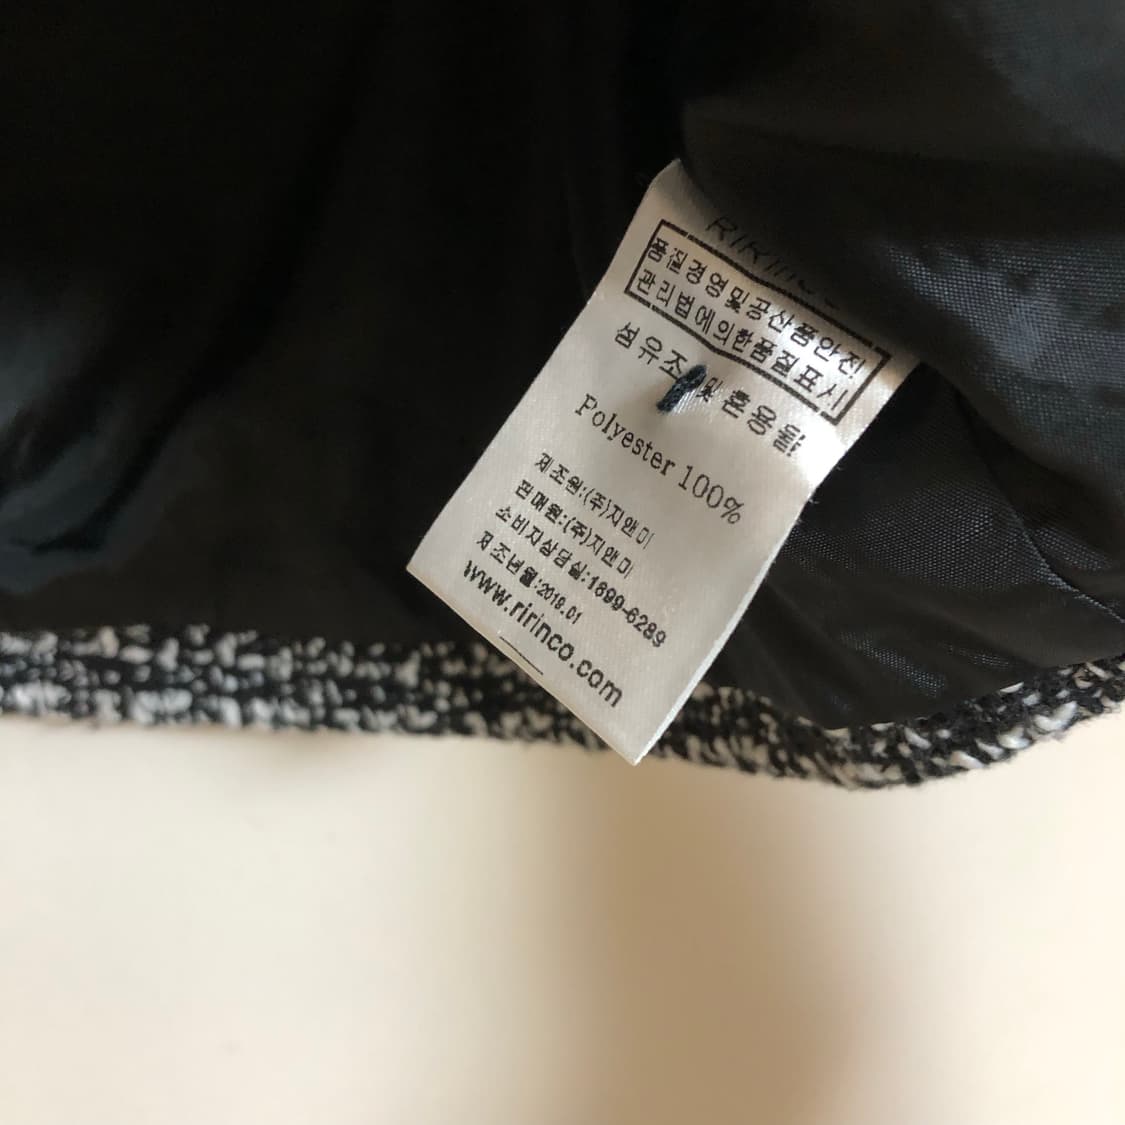 품질경영및공산품안전
관리법에의한품질표시
섬유조 및 혼용율
Polyester 100%
제조원:(주)지앤미
판매원:(주)지앤미
소비자상담실:1899-6289
제조년월:2018.01
www.ririnco.com